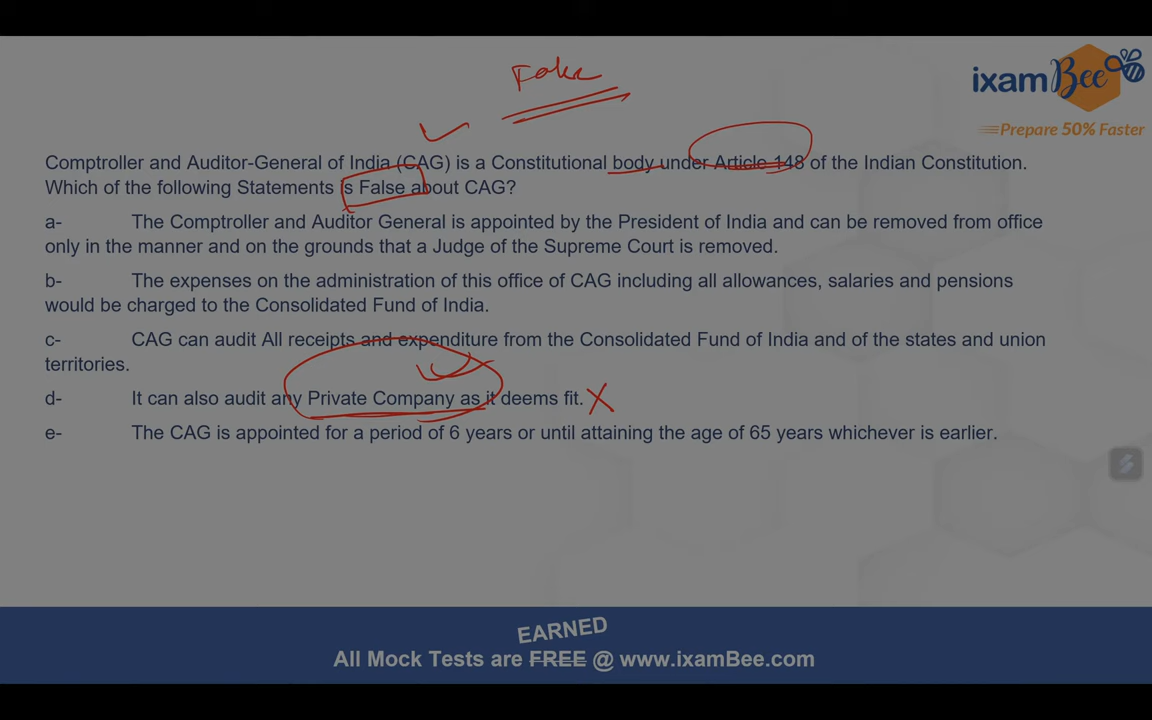 False
ixamBee
Prepare 50% Faster
Comptroller and Auditor-General of India (CAG) is a Constitutional body under Article 148 of the Indian Constitution.
Which of the following Statements is False about CAG?
a- The Comptroller and Auditor General is appointed by the President of India and can be removed from office
only in the manner and on the grounds that a Judge of the Supreme Court is removed.
b- The expenses on the administration of this office of CAG including all allowances, salaries and pensions
would be charged to the Consolidated Fund of India.
c- CAG can audit All receipts and expenditure from the Consolidated Fund of India and of the states and union
territories.
d- It can also audit any Private Company as it deems fit.
e- The CAG is appointed for a period of 6 years or until attaining the age of 65 years whichever is earlier.
EARNED
All Mock Tests are FREE @ www.ixamBee.com